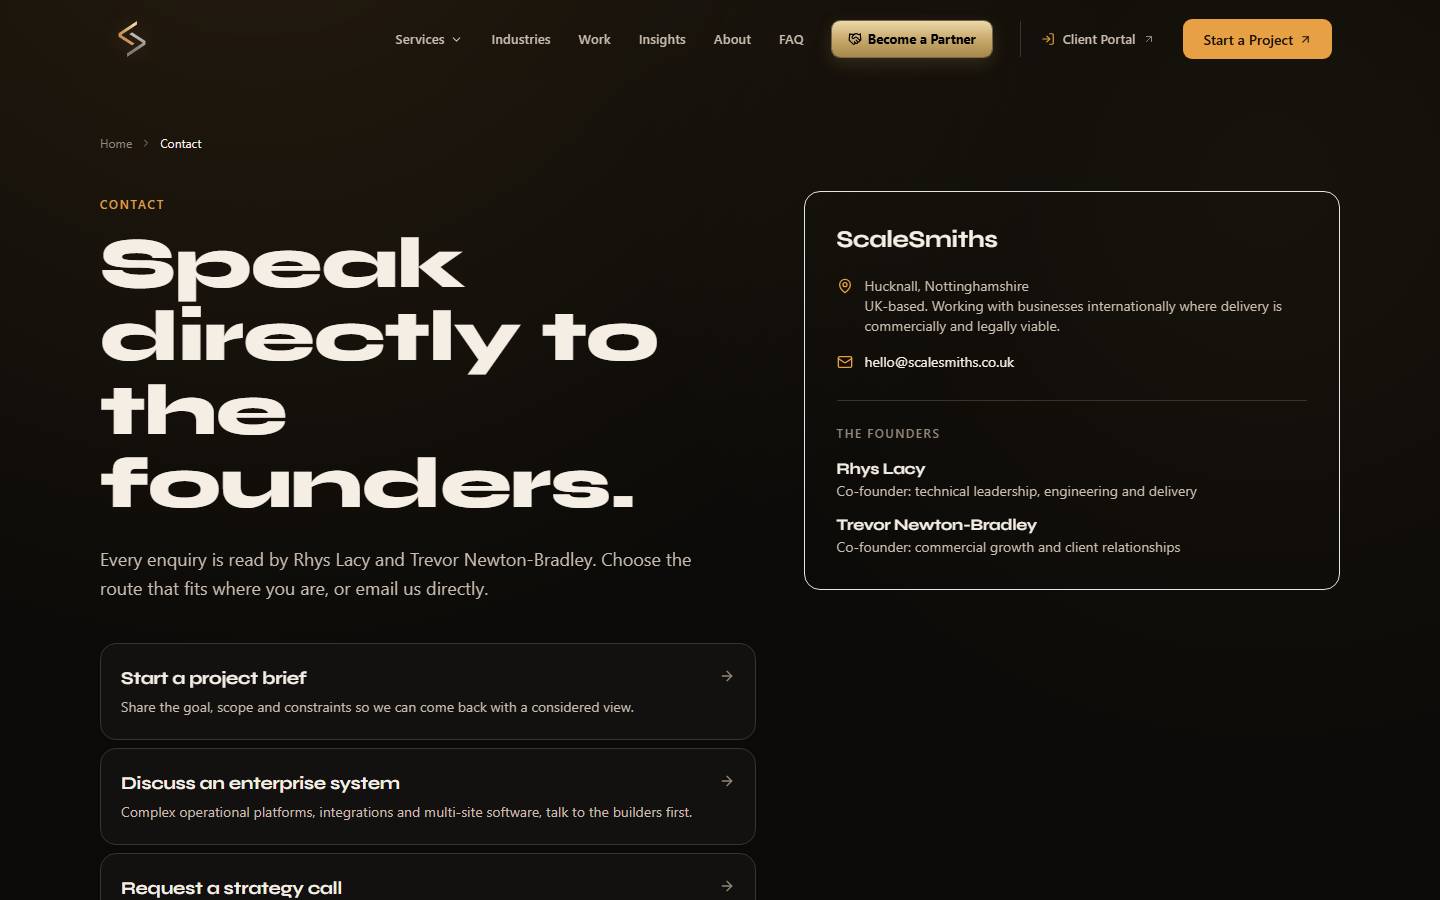 Services
Industries
Work
Insights
About
FAQ
Become a Partner
Client Portal
Start a Project
Home
Contact
CONTACT
Speak
directly to
the
founders.
Every enquiry is read by Rhys Lacy and Trevor Newton-Bradley. Choose the
route that fits where you are, or email us directly.
Start a project brief
Share the goal, scope and constraints so we can come back with a considered view.
Discuss an enterprise system
Complex operational platforms, integrations and multi-site software, talk to the builders first.
Request a strategy call
ScaleSmiths
Hucknall, Nottinghamshire
UK-based. Working with businesses internationally where delivery is
commercially and legally viable.
hello@scalesmiths.co.uk
THE FOUNDERS
Rhys Lacy
Co-founder: technical leadership, engineering and delivery
Trevor Newton-Bradley
Co-founder: commercial growth and client relationships